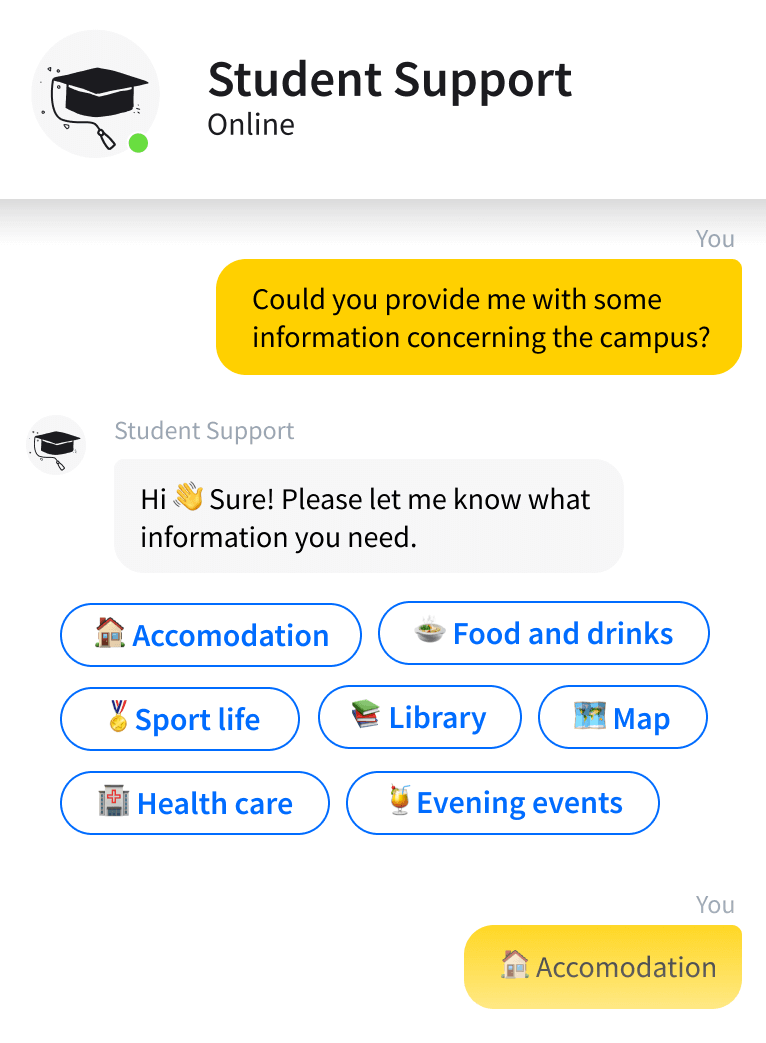 Student Support
Online
You
Could you provide me with some
information concerning the campus?
Student Support
Hi 👋 Sure! Please let me know what
information you need.
🏠 Accomodation
🍲 Food and drinks
🏅 Sport life
📚 Library
🗺️ Map
🏥 Health care
🍹 Evening events
You
🏠 Accomodation